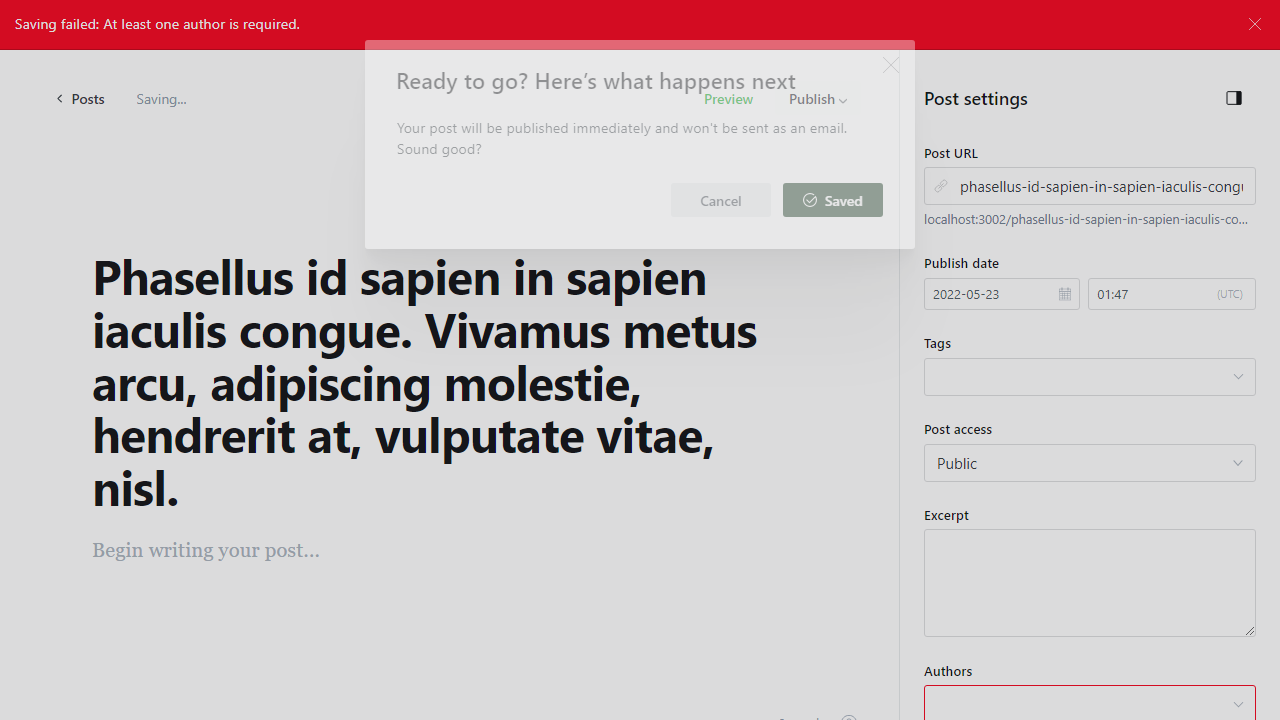 Saving failed: At least one author is required.
Ready to go? Here's what happens next
Posts
Saving...
Preview
Publish
Your post will be published immediately and won't be sent as an email.
Sound good?
Cancel
Saved
Phasellus id sapien in sapien
iaculis congue. Vivamus metus
arcu, adipiscing molestie,
hendrerit at, vulputate vitae,
nisl.
Begin writing your post...
Post settings
Post URL
phasellus-id-sapien-in-sapien-iaculis-congu
localhost:3002/phasellus-id-sapien-in-sapien-iaculis-co...
Publish date
2022-05-23
01:47
(UTC)
Tags
Post access
Public
Excerpt
Authors